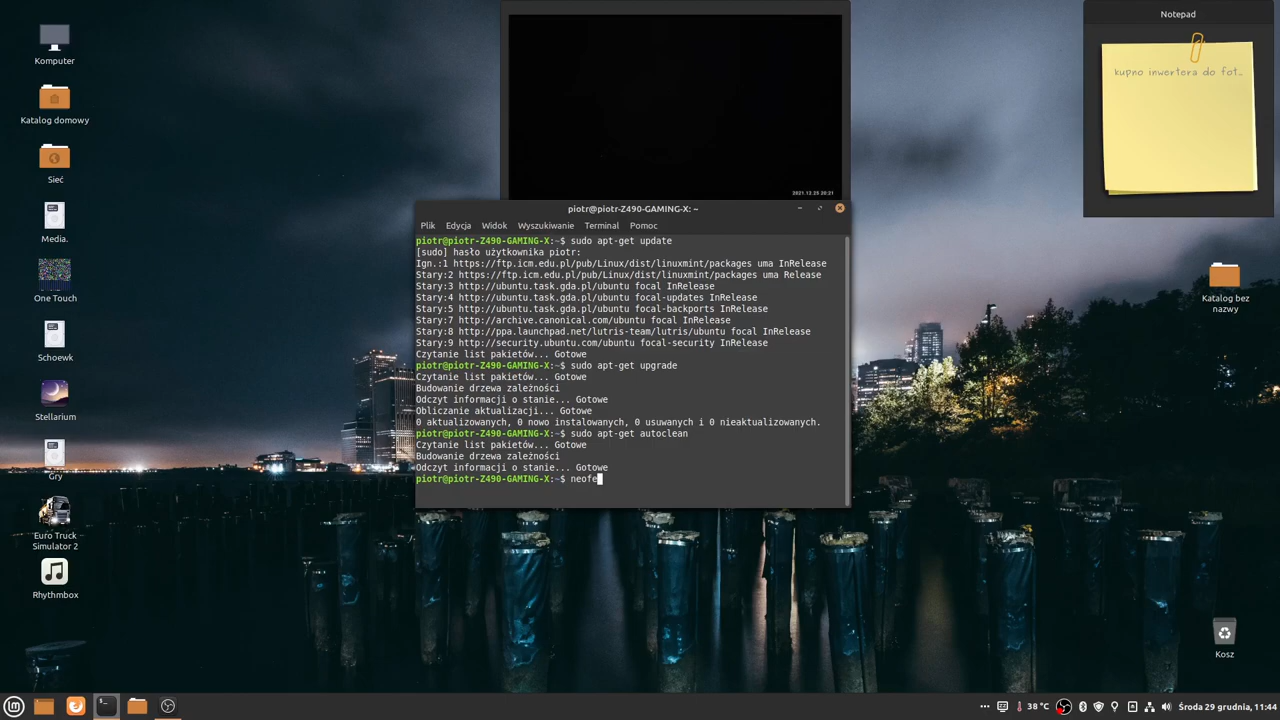 Komputer
Katalog domowy
Sieć
Media.
One Touch
Schoewk
Stellarium
Gry
Euro Truck
Simulator 2
Rhythmbox
2021.12.25 20:21
piotr@piotr-Z490-GAMING-X: ~
Plik Edycja Widok Wyszukiwanie Terminal Pomoc
piotr@piotr-Z490-GAMING-X:~$ sudo apt-get update
[sudo] hasło użytkownika piotr:
Ign.:1 https://ftp.icm.edu.pl/pub/Linux/dist/linuxmint/packages uma InRelease
Stary:2 https://ftp.icm.edu.pl/pub/Linux/dist/linuxmint/packages uma Release
Stary:3 http://ubuntu.task.gda.pl/ubuntu focal InRelease
Stary:4 http://ubuntu.task.gda.pl/ubuntu focal-updates InRelease
Stary:5 http://ubuntu.task.gda.pl/ubuntu focal-backports InRelease
Stary:7 http://archive.canonical.com/ubuntu focal InRelease
Stary:8 http://ppa.launchpad.net/lutris-team/lutris/ubuntu focal InRelease
Stary:9 http://security.ubuntu.com/ubuntu focal-security InRelease
Czytanie list pakietów... Gotowe
piotr@piotr-Z490-GAMING-X:~$ sudo apt-get upgrade
Czytanie list pakietów... Gotowe
Budowanie drzewa zależności
Odczyt informacji o stanie... Gotowe
Obliczanie aktualizacji... Gotowe
0 aktualizowanych, 0 nowo instalowanych, 0 usuwanych i 0 nieaktualizowanych.
piotr@piotr-Z490-GAMING-X:~$ sudo apt-get autoclean
Czytanie list pakietów... Gotowe
Budowanie drzewa zależności
Odczyt informacji o stanie... Gotowe
piotr@piotr-Z490-GAMING-X:~$ neofe
Notepad
kupno inwertera do fot...
Katalog bez
nazwy
Kosz
38 °C
Środa 29 grudnia, 11:44